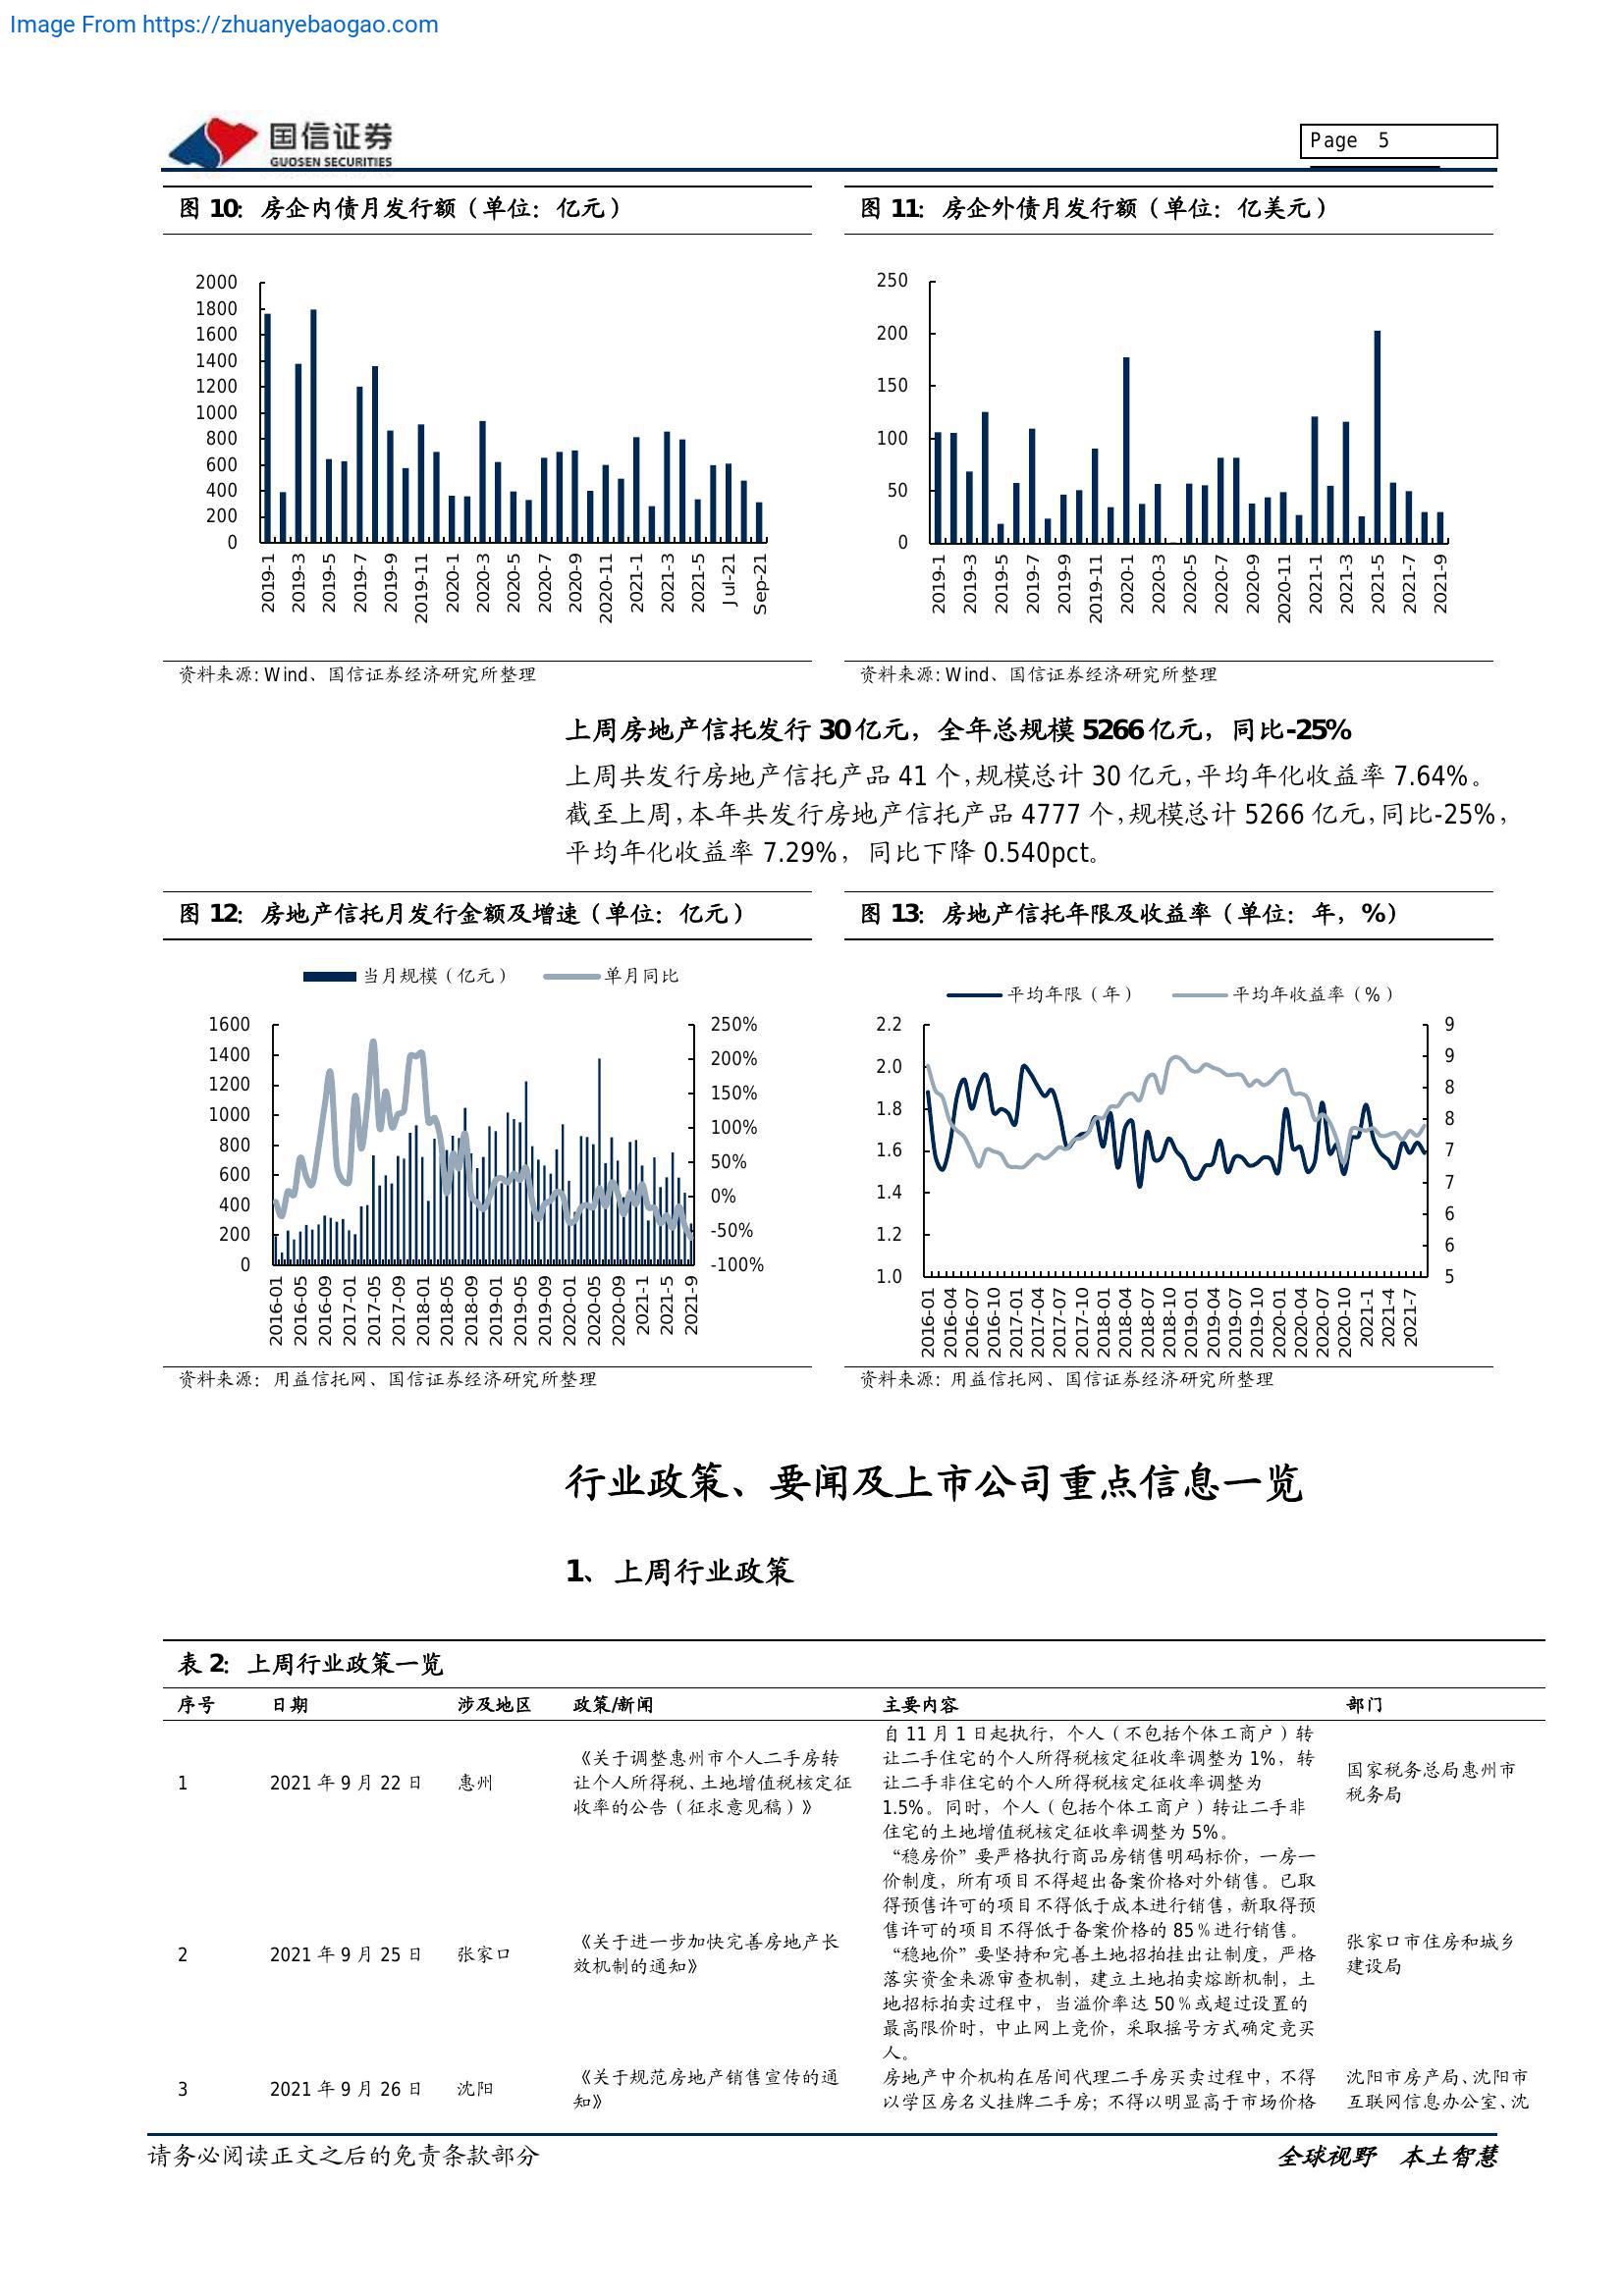 Image From https://zhuanyebaogao.com
国信证券
GUOSEN SECURITIES
Page 5
图 10：房企内债月发行额（单位：亿元）
2000
1800
1600
1400
1200
1000
800
600
400
200
0
2019-1
2019-3
2019-5
2019-7
2019-9
2019-11
2020-1
2020-3
2020-5
2020-7
2020-9
2020-11
2021-1
2021-3
2021-5
Jul-21
Sep-21
资料来源：Wind、国信证券经济研究所整理
图 11：房企外债月发行额（单位：亿美元）
250
200
150
100
50
0
2019-1
2019-3
2019-5
2019-7
2019-9
2019-11
2020-1
2020-3
2020-5
2020-7
2020-9
2020-11
2021-1
2021-3
2021-5
2021-7
2021-9
资料来源：Wind、国信证券经济研究所整理
上周房地产信托发行 30 亿元，全年总规模 5266 亿元，同比-25%
上周共发行房地产信托产品 41 个，规模总计 30 亿元，平均年化收益率 7.64%。
截至上周，本年共发行房地产信托产品 4777 个，规模总计 5266 亿元，同比-25%，
平均年化收益率 7.29%，同比下降 0.540pct。
图 12：房地产信托月发行金额及增速（单位：亿元）
当月规模（亿元） 单月同比
1600
1400
1200
1000
800
600
400
200
0
250%
200%
150%
100%
50%
0%
-50%
-100%
2016-01
2016-05
2016-09
2017-01
2017-05
2017-09
2018-01
2018-05
2018-09
2019-01
2019-05
2019-09
2020-01
2020-05
2020-09
2021-1
2021-5
2021-9
资料来源：用益信托网、国信证券经济研究所整理
图 13：房地产信托年限及收益率（单位：年，%）
平均年限（年） 平均年收益率（%）
2.2
2.0
1.8
1.6
1.4
1.2
1.0
9
9
8
8
7
7
6
6
5
2016-01
2016-04
2016-07
2016-10
2017-01
2017-04
2017-07
2017-10
2018-01
2018-04
2018-07
2018-10
2019-01
2019-04
2019-07
2019-10
2020-01
2020-04
2020-07
2020-10
2021-1
2021-4
2021-7
资料来源：用益信托网、国信证券经济研究所整理
行业政策、要闻及上市公司重点信息一览
1、上周行业政策
表 2：上周行业政策一览
序号 日期 涉及地区 政策/新闻 主要内容 部门
1 2021 年 9 月 22 日 惠州
《关于调整惠州市个人二手房转
让个人所得税、土地增值税核定征
收率的公告（征求意见稿）》
自 11 月 1 日起执行，个人（不包括个体工商户）转
让二手住宅的个人所得税核定征收率调整为 1%，转
让二手非住宅的个人所得税核定征收率调整为
1.5%。同时，个人（包括个体工商户）转让二手非
住宅的土地增值税核定征收率调整为 5%。
国家税务总局惠州市
税务局
2 2021 年 9 月 25 日 张家口
《关于进一步加快完善房地产长
效机制的通知》
“稳房价”要严格执行商品房销售明码标价，一房一
价制度，所有项目不得超出备案价格对外销售。已取
得预售许可的项目不得低于成本进行销售，新取得预
售许可的项目不得低于备案价格的 85％进行销售。
“稳地价”要坚持和完善土地招拍挂出让制度，严格
落实资金来源审查机制，建立土地拍卖熔断机制，土
地招标拍卖过程中，当溢价率达 50％或超过设置的
最高限价时，中止网上竞价，采取摇号方式确定竞买
人。
张家口市住房和城乡
建设局
3 2021 年 9 月 26 日 沈阳
《关于规范房地产销售宣传的通
知》
房地产中介机构在居间代理二手房买卖过程中，不得
以学区房名义挂牌二手房；不得以明显高于市场价格
沈阳市房产局、沈阳市
互联网信息办公室、沈
请务必阅读正文之后的免责条款部分
全球视野 本土智慧